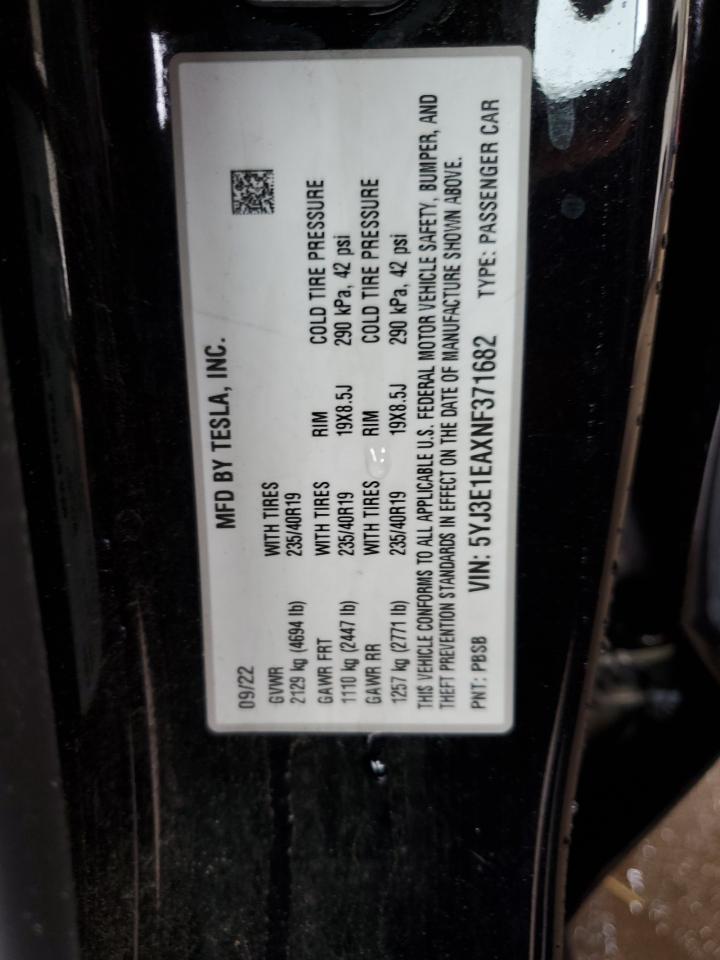 MFD BY TESLA, INC.
09/22
GVWR WITH TIRES
2129 kg (4694 lb) 235/40R19
GAWR FRT WITH TIRES RIM COLD TIRE PRESSURE
1110 kg (2447 lb) 235/40R19 19X8.5J 290 kPa, 42 psi
GAWR RR WITH TIRES RIM COLD TIRE PRESSURE
1257 kg (2771 lb) 235/40R19 19X8.5J 290 kPa, 42 psi
THIS VEHICLE CONFORMS TO ALL APPLICABLE U.S. FEDERAL MOTOR VEHICLE SAFETY, BUMPER, AND
THEFT PREVENTION STANDARDS IN EFFECT ON THE DATE OF MANUFACTURE SHOWN ABOVE.
PNT: PBSB VIN: 5YJ3E1EAXNF371682 TYPE: PASSENGER CAR